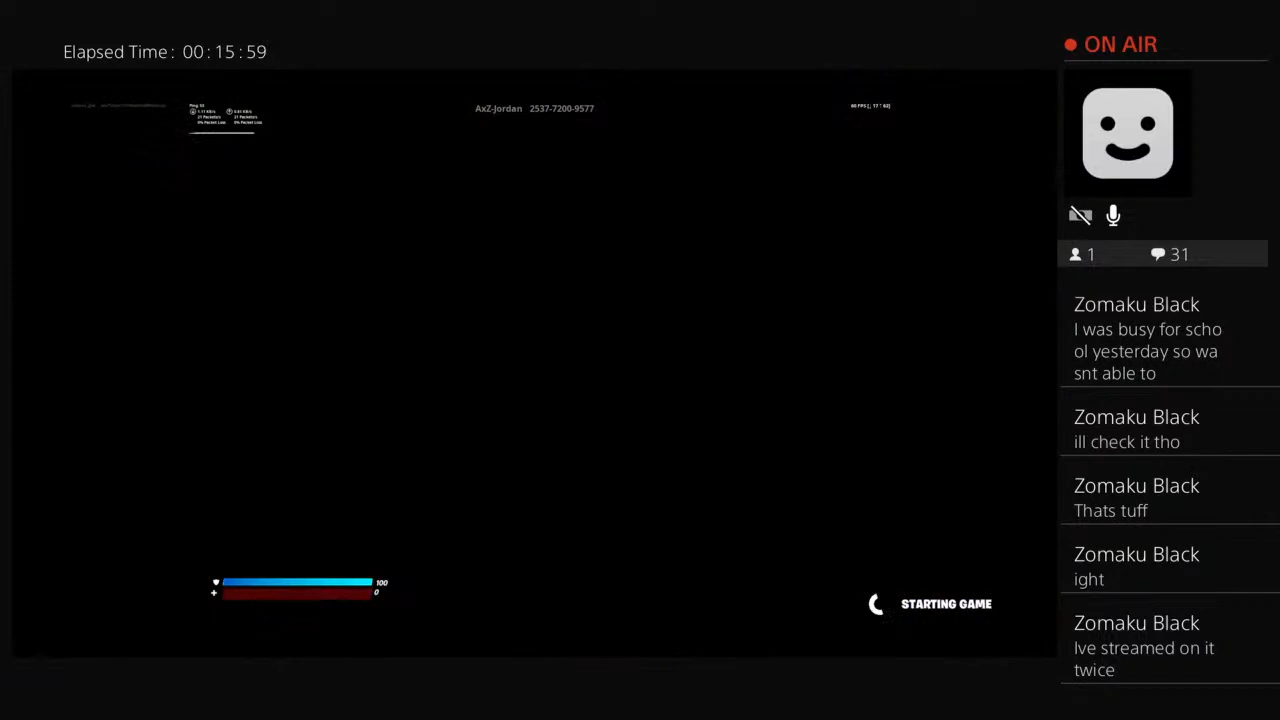 Elapsed Time: 00:15:59
ON AIR
AxZ-Jordan 2537-7200-9577
1 31
Zomaku Black
I was busy for scho
ol yesterday so wa
snt able to
Zomaku Black
ill check it tho
Zomaku Black
Thats tuff
Zomaku Black
ight
Zomaku Black
Ive streamed on it
twice
100
0
STARTING GAME